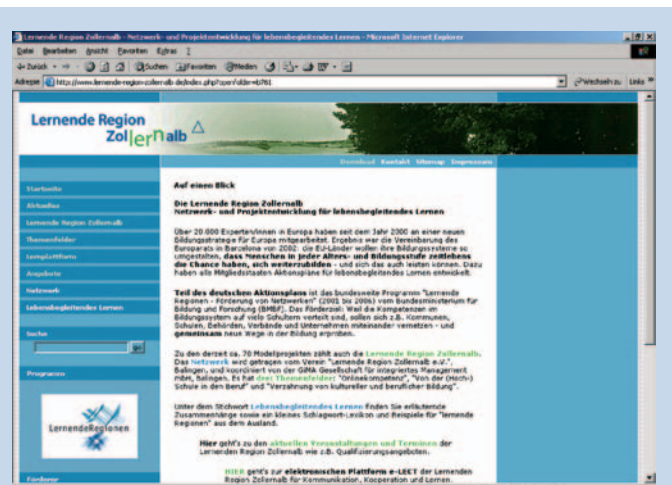 Lernende Region Zollernalb - Netzwerk- und Projektentwicklung für lebensbegleitendes Lernen - Microsoft Internet Explorer
Datei Bearbeiten Ansicht Favoriten Extras ?
Zurück Suchen Favoriten Medien
Adresse Wechseln zu Links »
Lernende Region
Zollernalb
Download Kontakt Sitemap Impressum
Startseite
Aktuelles
Lernende Region Zollernalb
Themenfelder
Lernplattform
Angebote
Netzwerk
Lebensbegleitendes Lernen
Suche
Programm
LernendeRegionen
Förderer
Auf einen Blick
Die Lernende Region Zollernalb
Netzwerk- und Projektentwicklung für lebensbegleitendes Lernen
Über 20.000 Experten/innen in Europa haben seit dem Jahr 2000 an einer neuen
Bildungsstrategie für Europa mitgearbeitet. Ergebnis war die Vereinbarung des
Europarats in Barcelona von 2002: die EU-Länder wollen ihre Bildungssysteme so
umgestalten, dass Menschen in jeder Alters- und Bildungsstufe zeitlebens
die Chance haben, sich weiterzubilden - und sich das auch leisten können. Dazu
haben alle Mitgliedsstaaten Aktionspläne für lebensbegleitendes Lernen entwickelt.
Teil des deutschen Aktionsplans ist das bundesweite Programm "Lernende
Regionen - Förderung von Netzwerken" (2001 bis 2006) vom Bundesministerium für
Bildung und Forschung (BMBF). Das Förderziel: Weil die Kompetenzen im
Bildungssystem auf viele Schultern verteilt sind, sollen sich z.B. Kommunen,
Schulen, Behörden, Verbände und Unternehmen miteinander vernetzen - und
gemeinsam neue Wege in der Bildung erproben.
Zu den derzeit ca. 70 Modellprojekten zählt auch die Lernende Region Zollernalb.
Das Netzwerk wird getragen vom Verein "Lernende Region Zollernalb e.V.",
Balingen, und koordiniert von der GIMA Gesellschaft für integriertes Management
mbH, Balingen. Es hat drei Themenfelder: "Onlinekompetenz", "Von der (Hoch-)
Schule in den Beruf" und "Verzahnung von kultureller und beruflicher Bildung".
Unter dem Stichwort Lebensbegleitendes Lernen finden Sie erläuternde
Zusammenhänge sowie ein kleines Schlagwort-Lexikon und Beispiele für "lernende
Regionen" aus dem Ausland.
Hier geht's zu den aktuellen Veranstaltungen und Terminen der
Lernenden Region Zollernalb wie z.B. Qualifizierungsangeboten.
HIER geht's zur elektronischen Plattform e-LECT der Lernenden
Region Zollernalb für Kommunikation, Kooperation und Lernen.